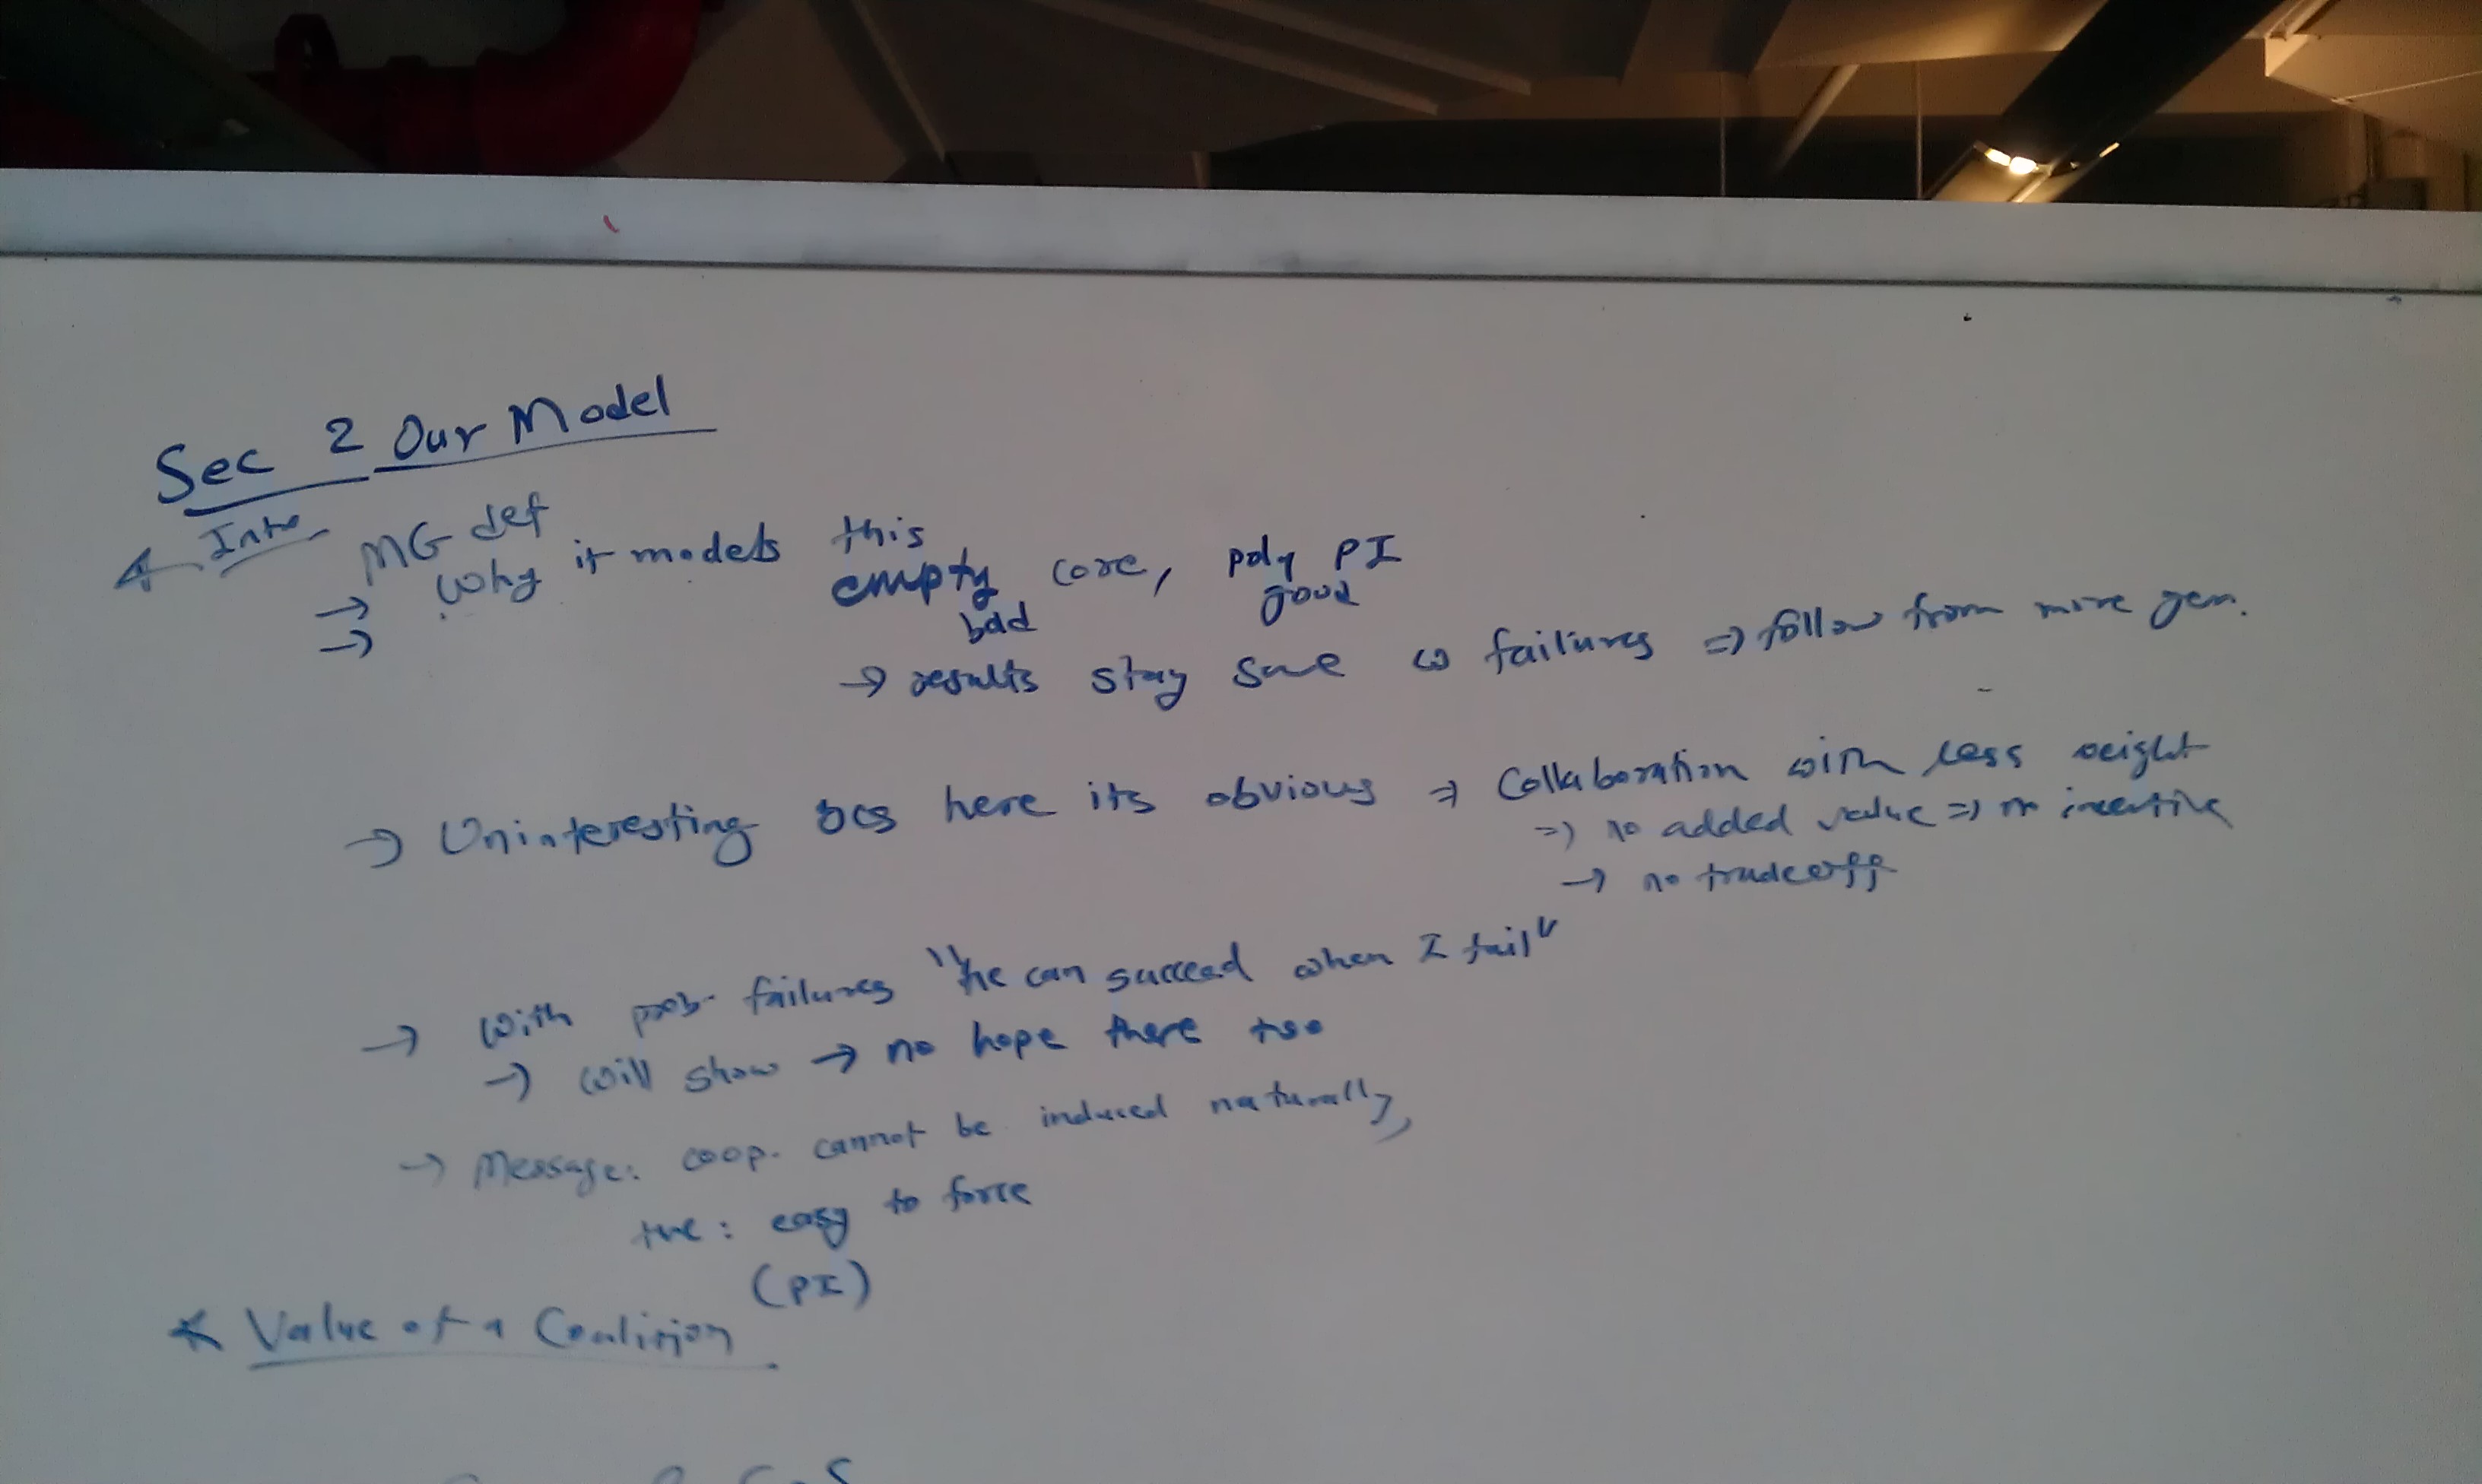 Sec 2 Our Model
* Intro
→ MG def
→ Why it models this
empty core, poly PI
bad good
→ results stay same w failures => follow from more gen.
→ Uninteresting bcs here its obvious => Collaboration with less weight
=> no added value => no incentive
→ no tradeoff
→ With prob. failures "he can succeed when I fail"
→ will show → no hope there too
→ Message: coop. cannot be induced naturally,
+ve: easy to force
(PI)
* Value of a Coalition